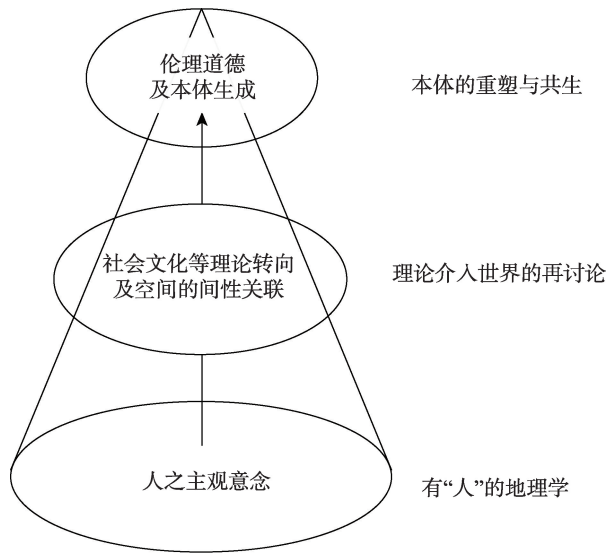 伦理道德
及本体生成
本体的重塑与共生
社会文化等理论转向
及空间的间性关联
理论介入世界的再讨论
人之主观意念
有“人”的地理学